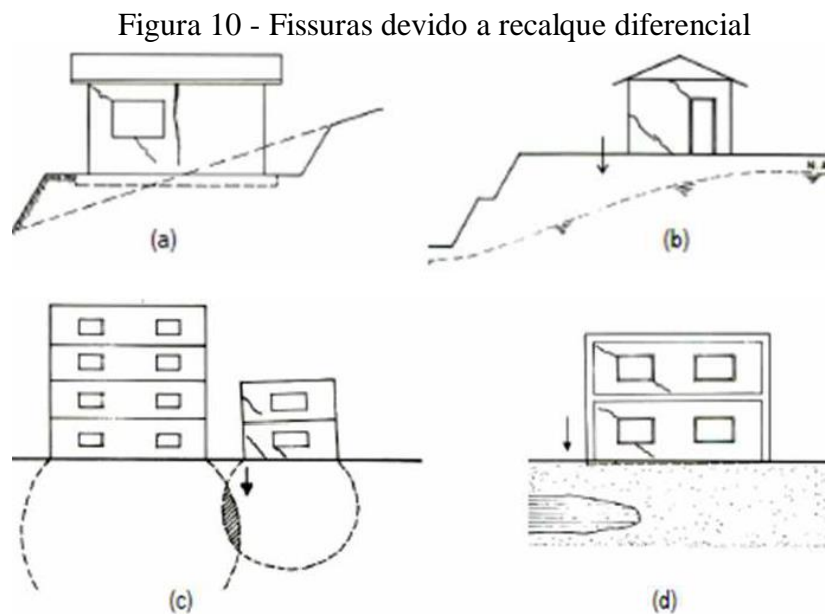 Figura 10 - Fissuras devido a recalque diferencial
(a)
N.A
(b)
(c)
(d)